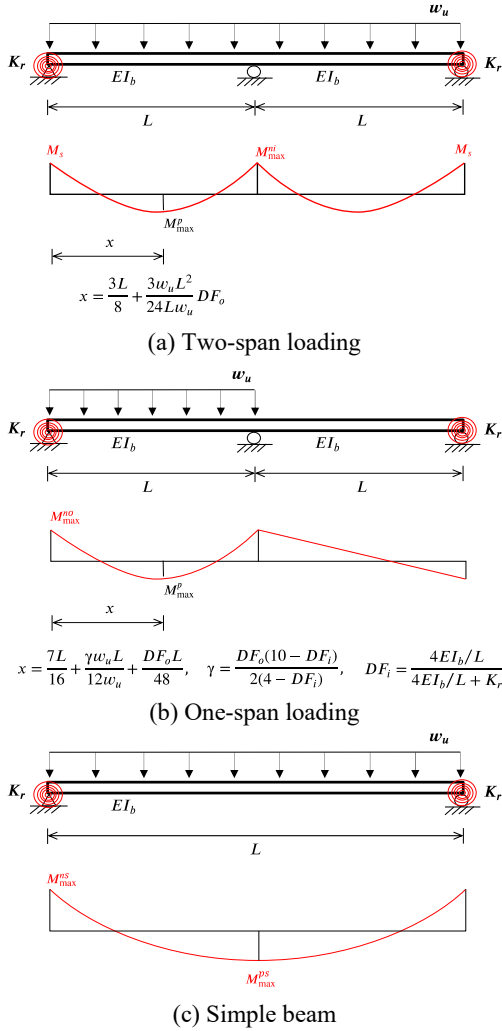 w_u
K_r K_r
EI_b EI_b
L L
M_s M_max^{ni} M_s
M_max^p
x
x = 3L/8 + 3w_uL^2/24Lw_u DF_o
(a) Two-span loading
w_u
K_r K_r
EI_b EI_b
L L
M_max^{no}
M_max^p
x
x = 7L/16 + γw_uL/12w_u + DF_oL/48, γ = DF_o(10 − DF_i)/2(4 − DF_i), DF_i = 4EI_b/L/4EI_b/L + K_r
(b) One-span loading
w_u
K_r K_r
EI_b
L
M_max^{ns}
M_max^{ps}
(c) Simple beam